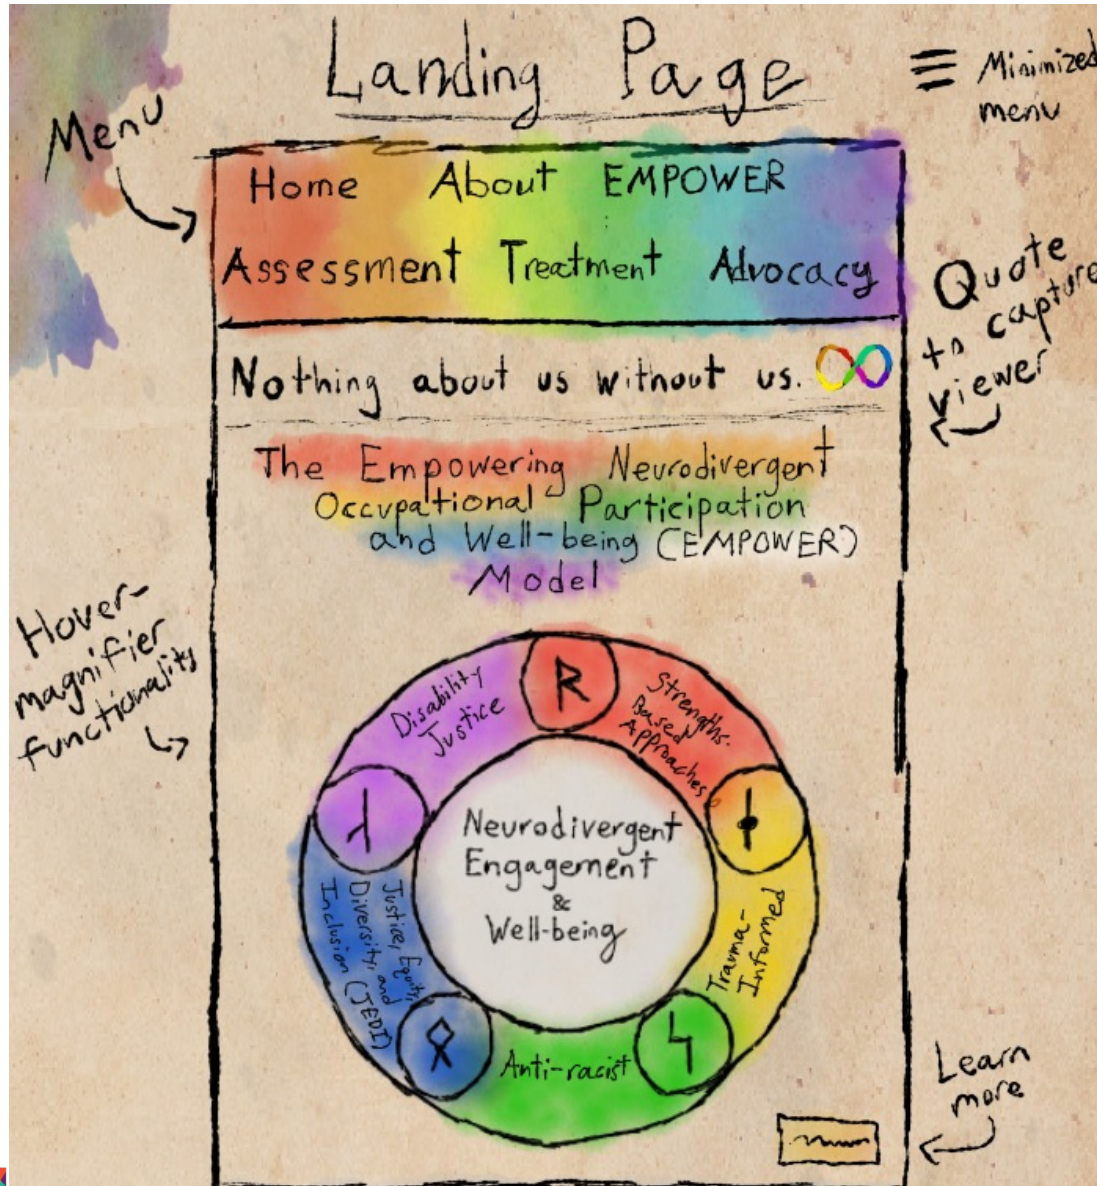 Landing Page
Minimized
menu
Menu
Home About EMPOWER
Assessment Treatment Advocacy
Quote
to capture
viewer
Nothing about us without us.
The Empowering Neurodivergent
Occupational Participation
and Well-being (EMPOWER)
Model
Hover-
magnifier
functionality
Disability
Justice
R
Strengths-
Based
Approaches
Neurodivergent
Engagement
&
Well-being
Justice, Equity,
Diversity, and
Inclusion (JEDI)
Trauma-
Informed
Anti-racist
Learn
more